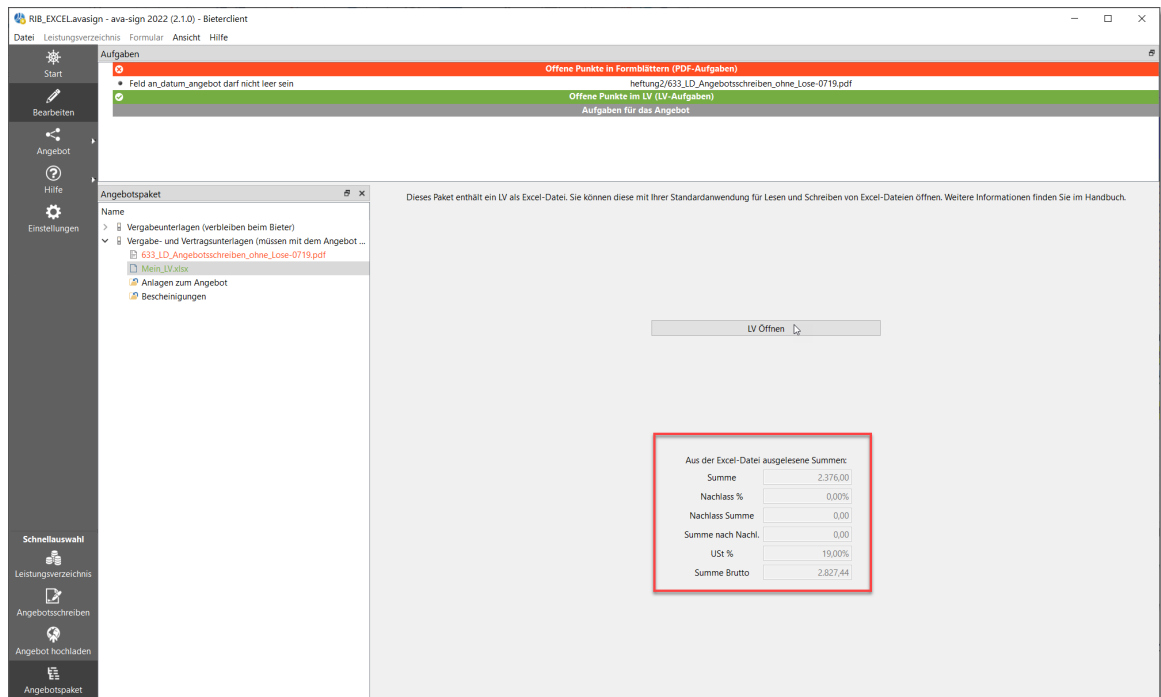 RIB_EXCEL.avasign - ava-sign 2022 (2.1.0) - Bieterclient
Datei Leistungsverzeichnis Formular Ansicht Hilfe
Start
Bearbeiten
Angebot
Hilfe
Einstellungen
Schnellauswahl
Leistungsverzeichnis
Angebotsschreiben
Angebot hochladen
Angebotspaket
Aufgaben
Offene Punkte in Formblättern (PDF-Aufgaben)
Feld an_datum_angebot darf nicht leer sein heftung2/633_LD_Angebotsschreiben_ohne_Lose-0719.pdf
Offene Punkte im LV (LV-Aufgaben)
Aufgaben für das Angebot
Angebotspaket
Name
Vergabeunterlagen (verbleiben beim Bieter)
Vergabe- und Vertragsunterlagen (müssen mit dem Angebot ...
633_LD_Angebotsschreiben_ohne_Lose-0719.pdf
Mein_LV.xlsx
Anlagen zum Angebot
Bescheinigungen
Dieses Paket enthält ein LV als Excel-Datei. Sie können diese mit Ihrer Standardanwendung für Lesen und Schreiben von Excel-Dateien öffnen. Weitere Informationen finden Sie im Handbuch.
LV Öffnen
Aus der Excel-Datei ausgelesene Summen:
Summe 2.376,00
Nachlass % 0,00%
Nachlass Summe 0,00
Summe nach Nachl. 0,00
USt % 19,00%
Summe Brutto 2.827,44